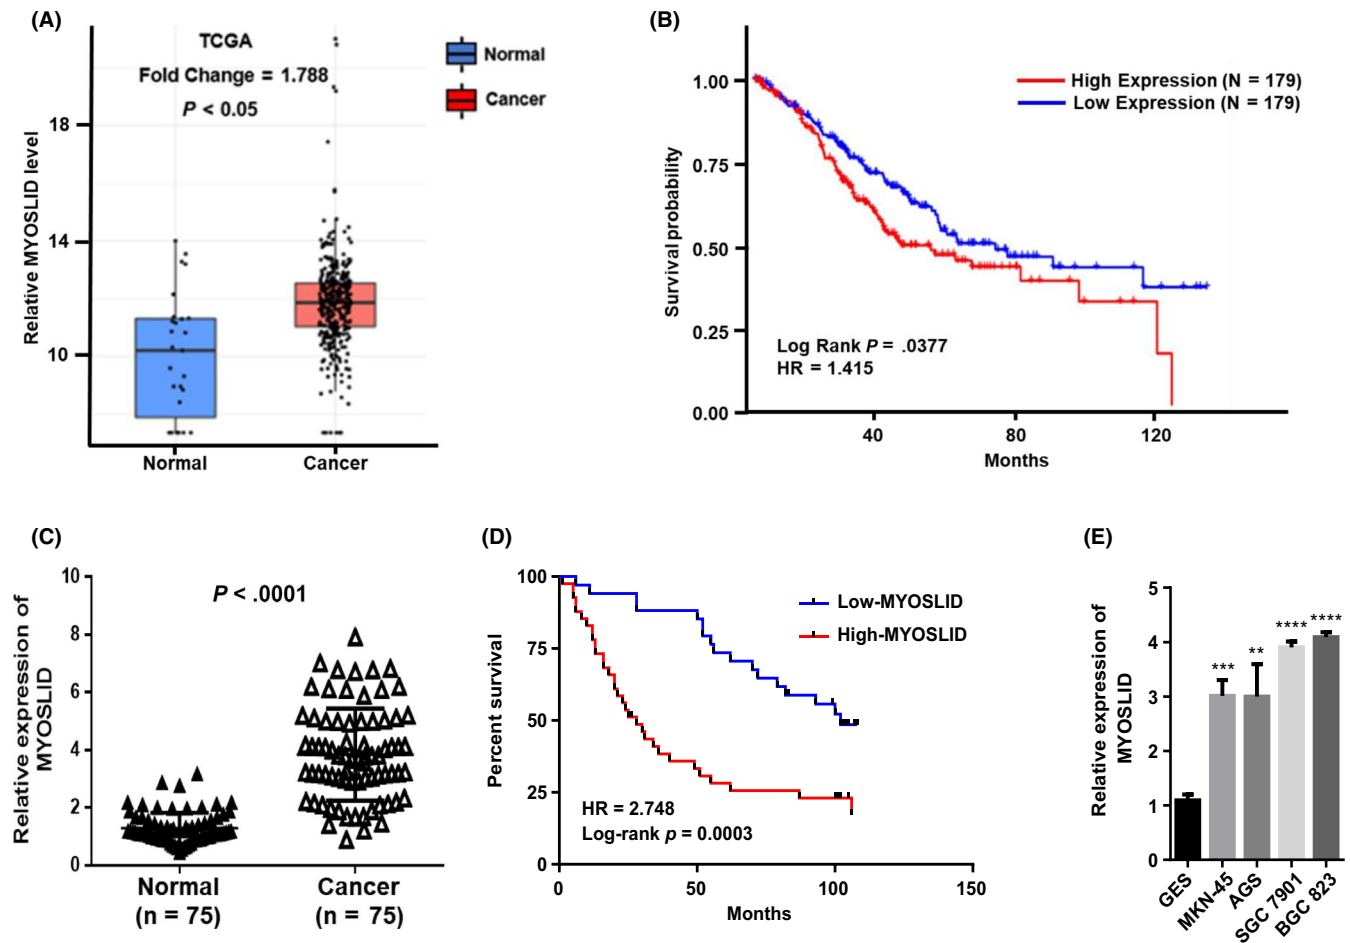 (A)
TCGA
Fold Change = 1.788
P < 0.05
Normal
Cancer
Relative MYOSLID level
18
14
10
Normal
Cancer
(B)
High Expression (N = 179)
Low Expression (N = 179)
Survival probability
1.00
0.75
0.50
0.25
0.00
Log Rank P = .0377
HR = 1.415
40
80
120
Months
(C)
P < .0001
Relative expression of
MYOSLID
10
8
6
4
2
0
Normal
(n = 75)
Cancer
(n = 75)
(D)
Low-MYOSLID
High-MYOSLID
Percent survival
100
75
50
25
0
HR = 2.748
Log-rank p = 0.0003
0
50
100
150
Months
(E)
Relative expression of
MYOSLID
5
4
3
2
1
0
***
**
****
****
GES
MKN-45
AGS
SGC 7901
BGC 823